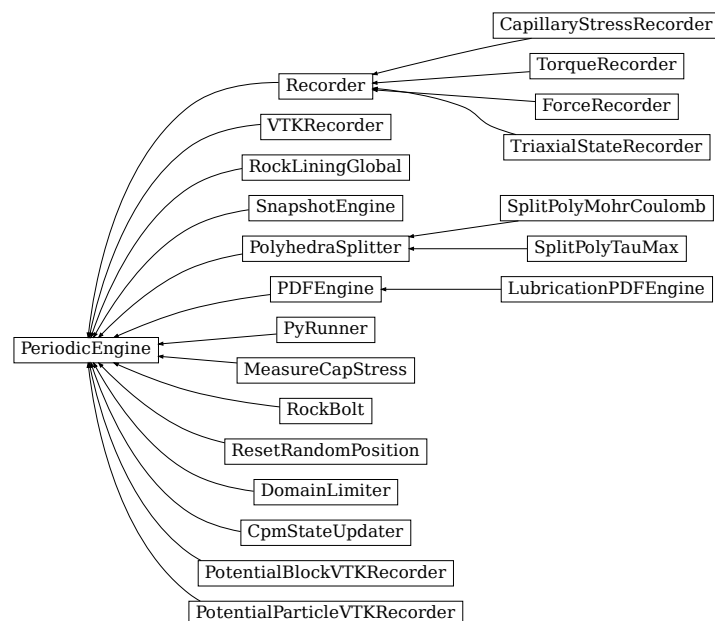 CapillaryStressRecorder
TorqueRecorder
Recorder
ForceRecorder
VTKRecorder
TriaxialStateRecorder
RockLiningGlobal
SnapshotEngine
SplitPolyMohrCoulomb
PolyhedraSplitter
SplitPolyTauMax
PDFEngine
LubricationPDFEngine
PyRunner
PeriodicEngine
MeasureCapStress
RockBolt
ResetRandomPosition
DomainLimiter
CpmStateUpdater
PotentialBlockVTKRecorder
PotentialParticleVTKRecorder